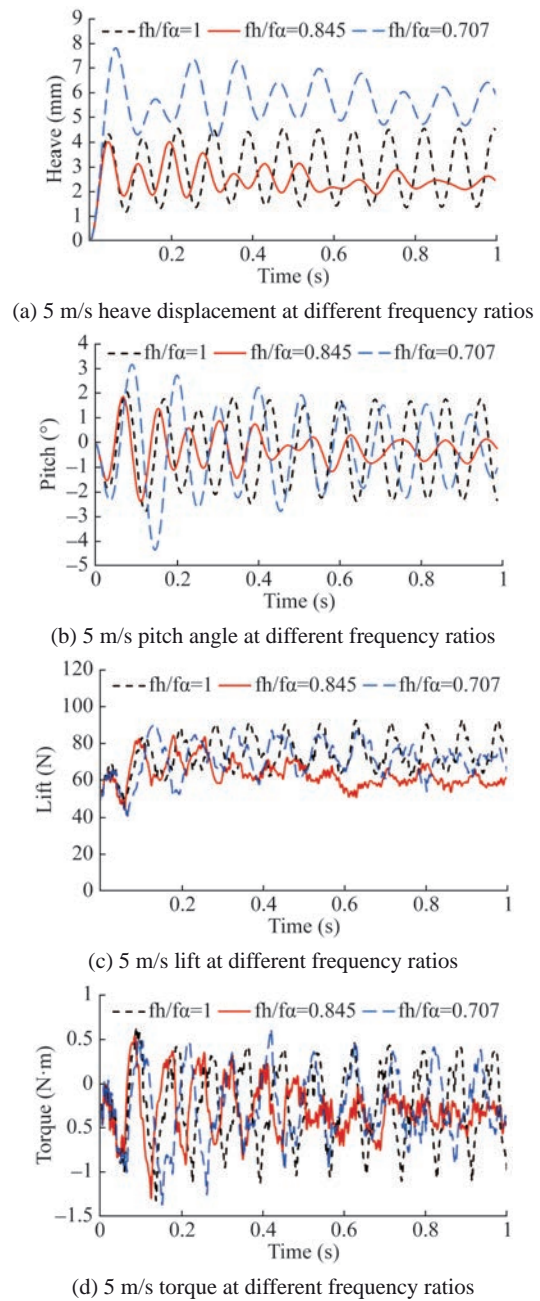 fh/fα=1 fh/fα=0.845 fh/fα=0.707
9
8
7
6
5
4
3
2
1
0
Heave (mm)
0.2 0.4 0.6 0.8 1
Time (s)
(a) 5 m/s heave displacement at different frequency ratios
fh/fα=1 fh/fα=0.845 fh/fα=0.707
4
3
2
1
0
−1
−2
−3
−4
−5
Pitch (°)
0 0.2 0.4 0.6 0.8 1
Time (s)
(b) 5 m/s pitch angle at different frequency ratios
fh/fα=1 fh/fα=0.845 fh/fα=0.707
120
100
80
60
40
20
0
Lift (N)
0 0.2 0.4 0.6 0.8 1
Time (s)
(c) 5 m/s lift at different frequency ratios
fh/fα=1 fh/fα=0.845 fh/fα=0.707
1
0.5
0
0.5
−1
−1.5
Torque (N·m)
0 0.2 0.4 0.6 0.8 1
Time (s)
(d) 5 m/s torque at different frequency ratios